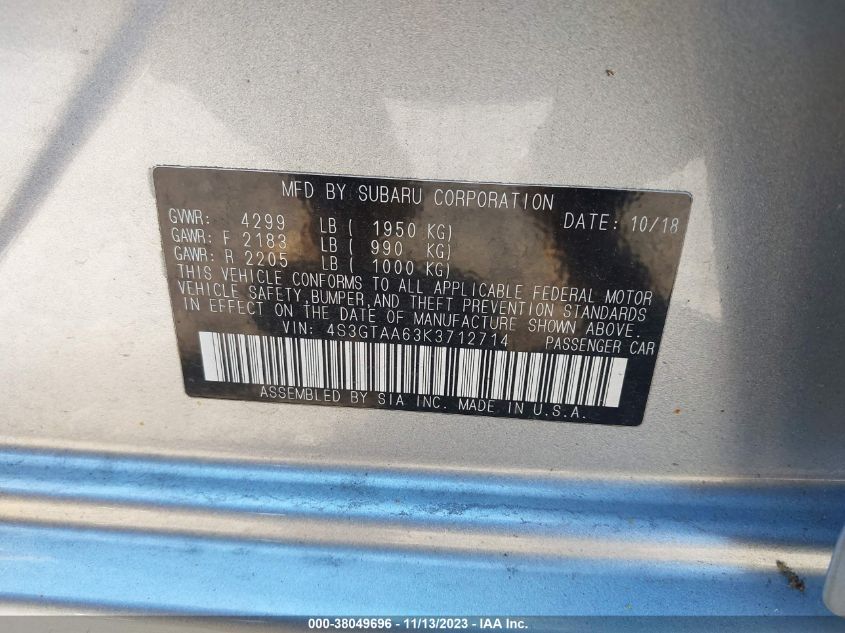 MFD BY SUBARU CORPORATION
GVWR: 4299 LB ( 1950 KG) DATE: 10/18
GAWR: F 2183 LB ( 990 KG)
GAWR: R 2205 LB ( 1000 KG)
THIS VEHICLE CONFORMS TO ALL APPLICABLE FEDERAL MOTOR
VEHICLE SAFETY, BUMPER, AND THEFT PREVENTION STANDARDS
IN EFFECT ON THE DATE OF MANUFACTURE SHOWN ABOVE.
VIN: 4S3GTAA63K3712714 PASSENGER CAR
ASSEMBLED BY SIA INC. MADE IN U.S.A.
000-38049696 - 11/13/2023 - IAA Inc.